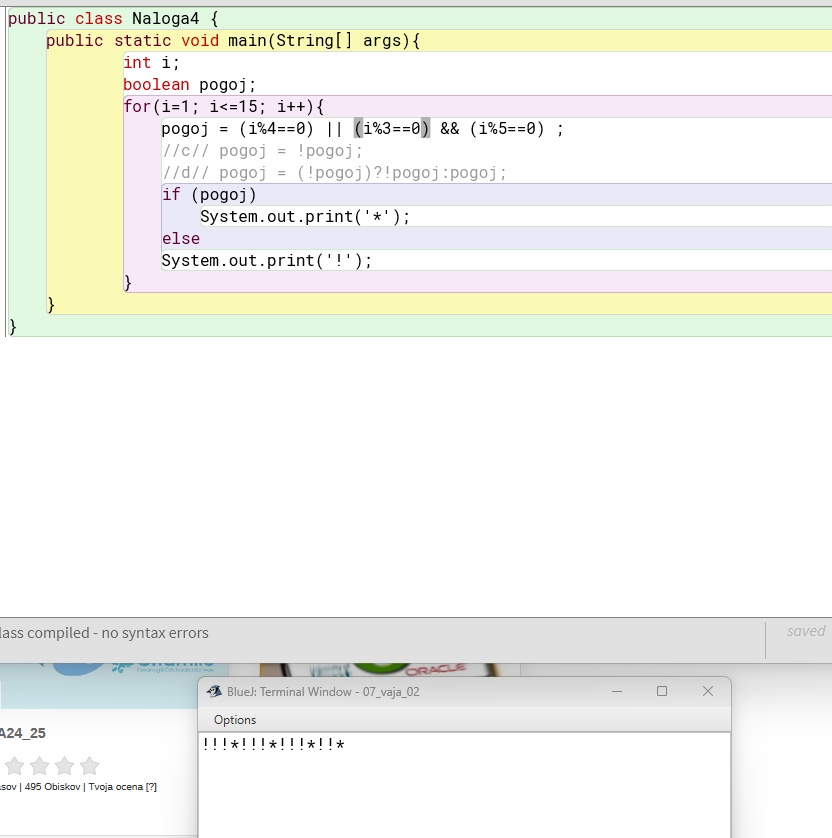 public class Naloga4 {
public static void main(String[] args){
int i;
boolean pogoj;
for(i=1; i<=15; i++){
pogoj = (i%4==0) || (i%3==0) && (i%5==0) ;
//c// pogoj = !pogoj;
//d// pogoj = (!pogoj)?!pogoj:pogoj;
if (pogoj)
System.out.print('*');
else
System.out.print('!');
}
}
}
lass compiled - no syntax errors
saved
ORACLE
BlueJ: Terminal Window - 07_vaja_02
Options
!!!*!!!*!!!*!!*
A24_25
sov | 495 Obiskov | Tvoja ocena [?]